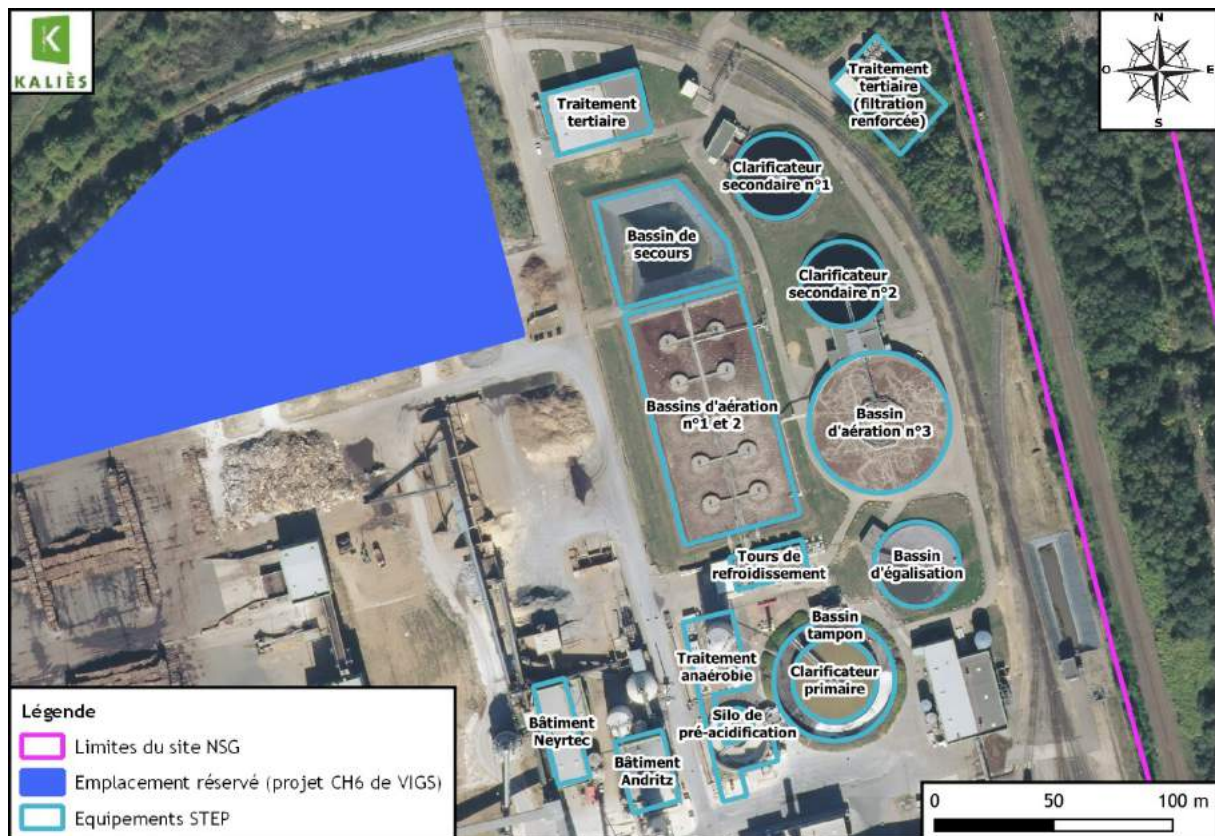 KALIÈS
N
O
E
S
Traitement
tertiaire
(filtration
renforcée)
Traitement
tertiaire
Clarificateur
secondaire n°1
Bassin de
secours
Clarificateur
secondaire n°2
Bassins d'aération
n°1 et 2
Bassin
d'aération n°3
Tours de
refroidissement
Bassin
d'égalisation
Bassin
tampon
Traitement
anaérobie
Clarificateur
primaire
Silo de
pré-acidification
Bâtiment
Neyrtec
Bâtiment
Andritz
Légende
Limites du site NSG
Emplacement réservé (projet CH6 de VIGS)
Equipements STEP
0 50 100 m